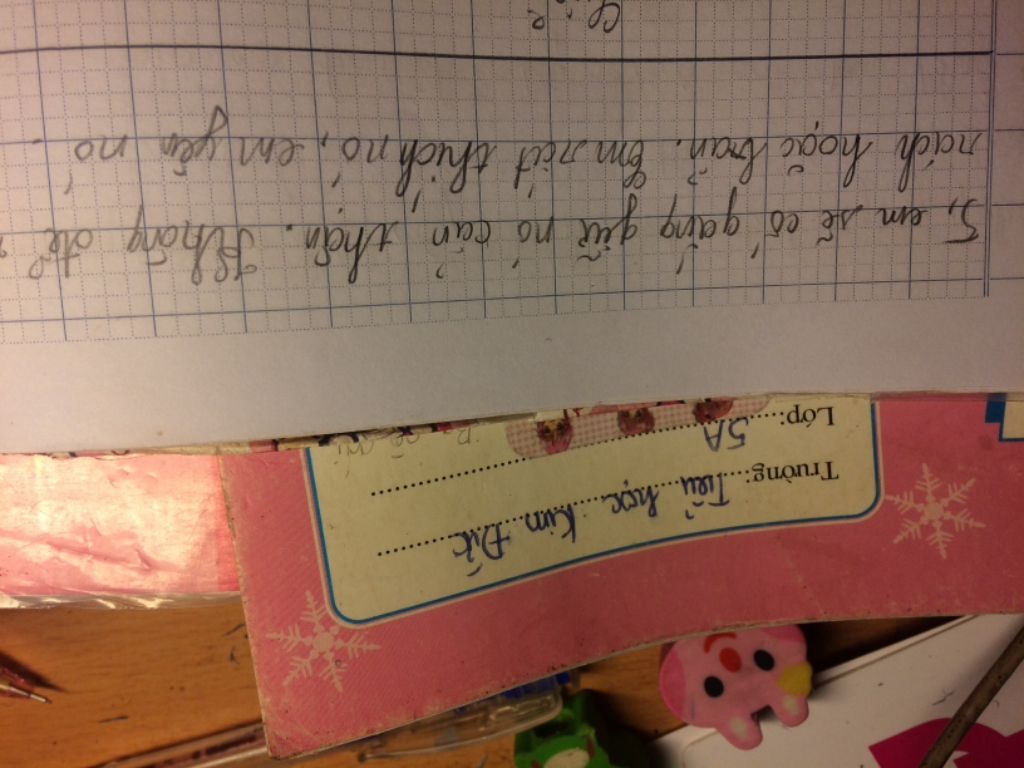 Trường: Tiểu học Kim Đức
Lớp: 5A
5, em sẽ cố gắng giữ nó cẩn thận. Không để
rách hoặc bẩn. Em rất thích nó, em yêu nó.